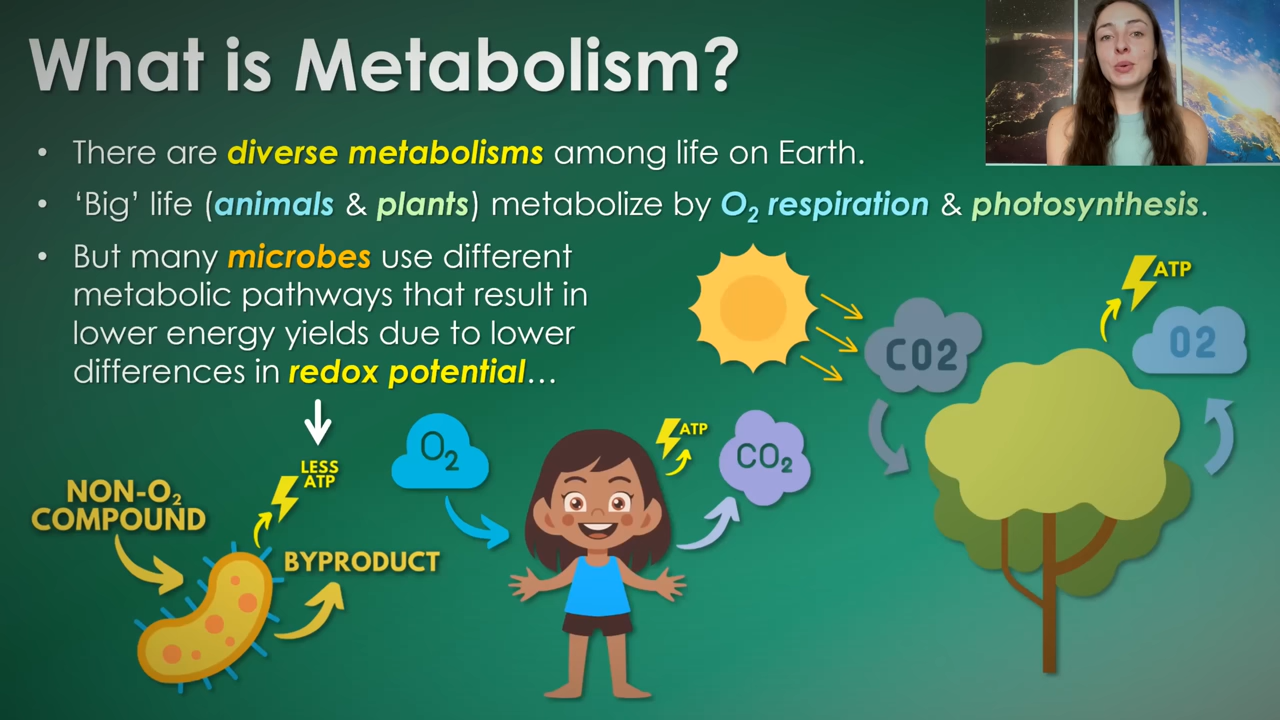 What is Metabolism?
• There are diverse metabolisms among life on Earth.
• ‘Big’ life (animals & plants) metabolize by O₂ respiration & photosynthesis.
• But many microbes use different
metabolic pathways that result in
lower energy yields due to lower
differences in redox potential…
ATP
CO2
O2
O₂
ATP
CO₂
LESS
ATP
NON-O₂
COMPOUND
BYPRODUCT